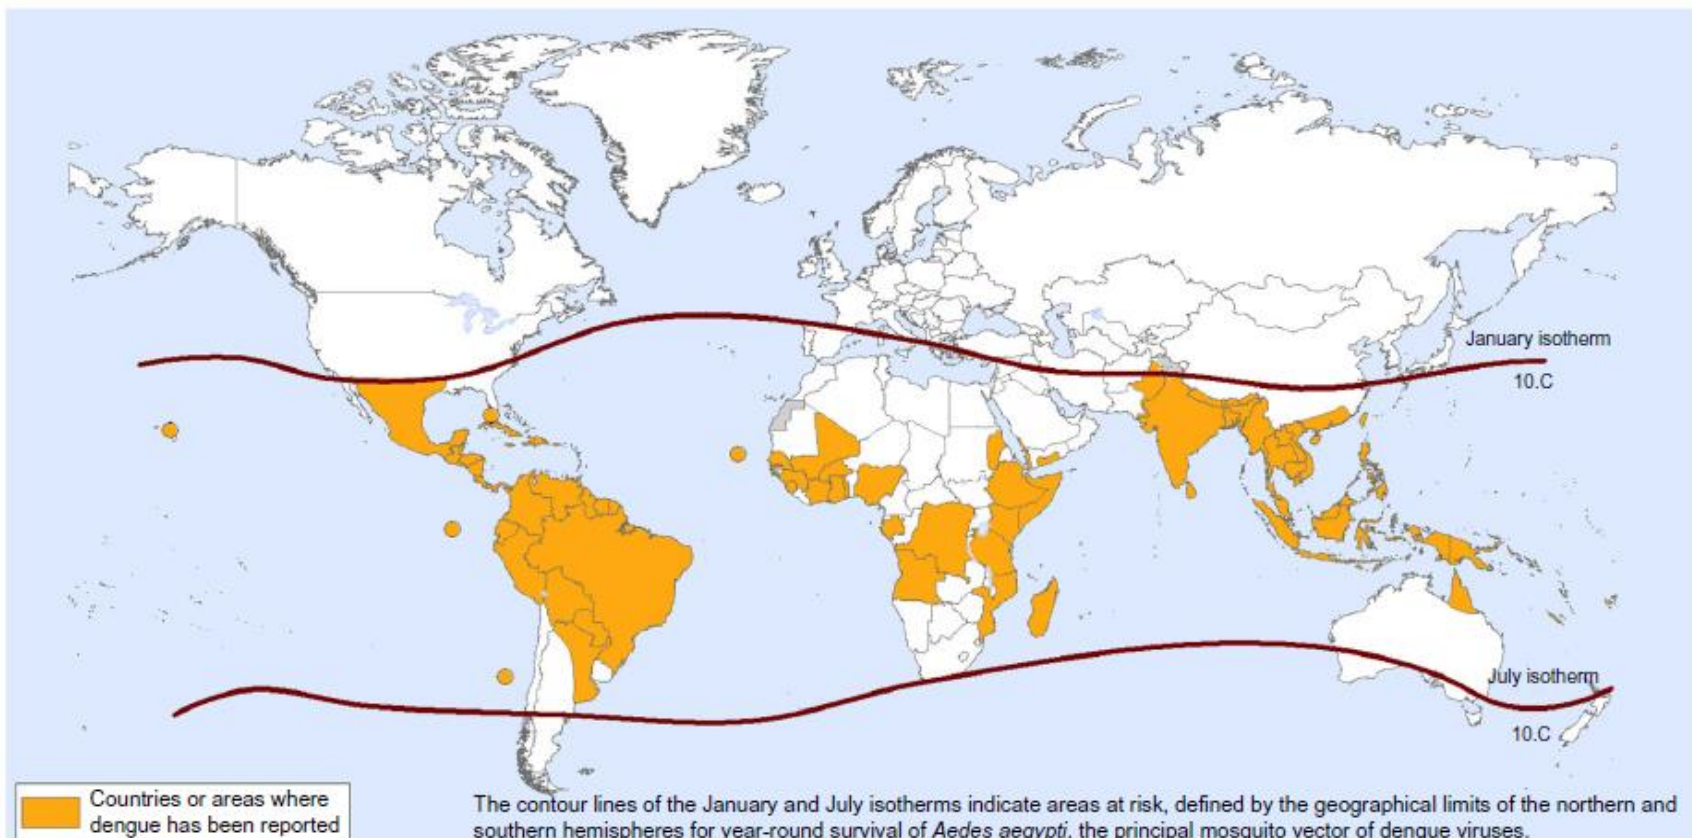 January isotherm
10.C
July isotherm
10.C
Countries or areas where
dengue has been reported
The contour lines of the January and July isotherms indicate areas at risk, defined by the geographical limits of the northern and
southern hemispheres for year-round survival of Aedes aegypti, the principal mosquito vector of dengue viruses.